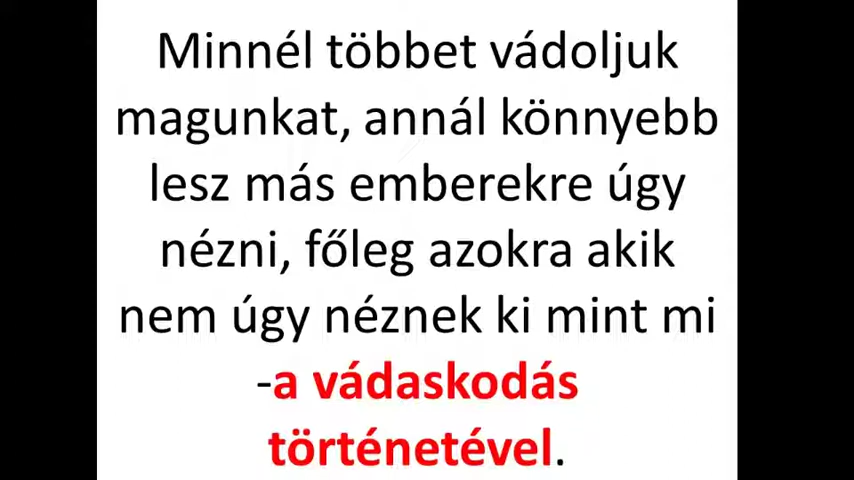 Minnél többet vádoljuk
magunkat, annál könnyebb
lesz más emberekre úgy
nézni, főleg azokra akik
nem úgy néznek ki mint mi
-a vádaskodás
történetével.